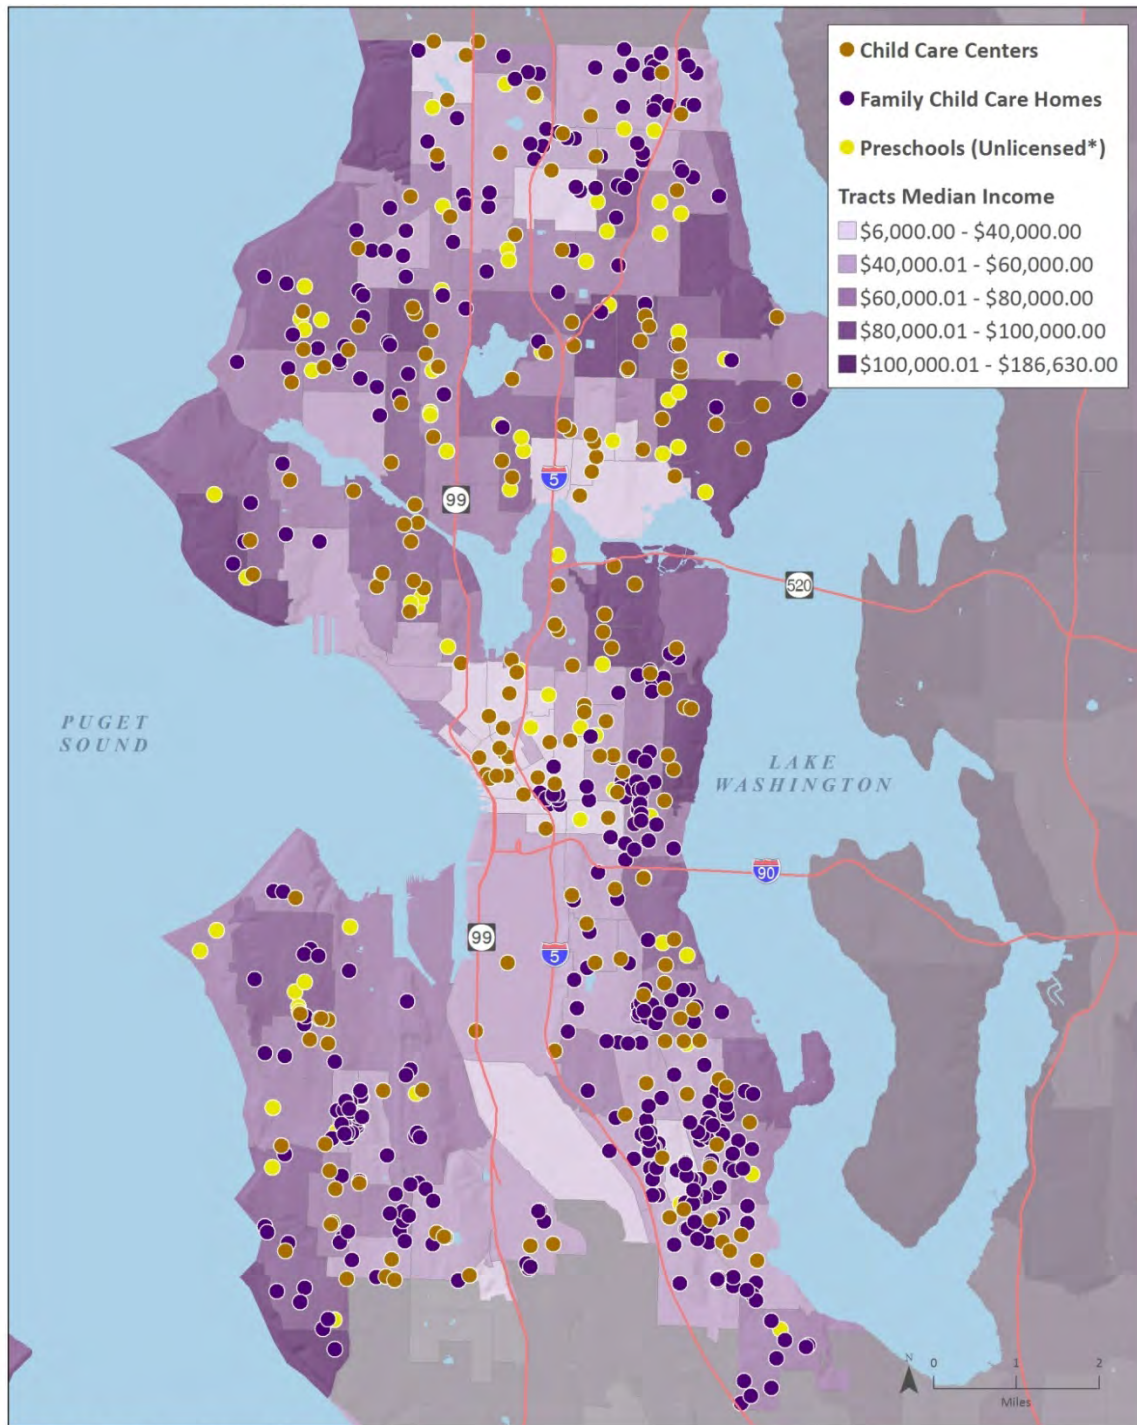 Child Care Centers
Family Child Care Homes
Preschools (Unlicensed*)
Tracts Median Income
$6,000.00 - $40,000.00
$40,000.01 - $60,000.00
$60,000.01 - $80,000.00
$80,000.01 - $100,000.00
$100,000.01 - $186,630.00
5
99
520
PUGET
SOUND
LAKE
WASHINGTON
90
99
5
N
0 1 2
Miles